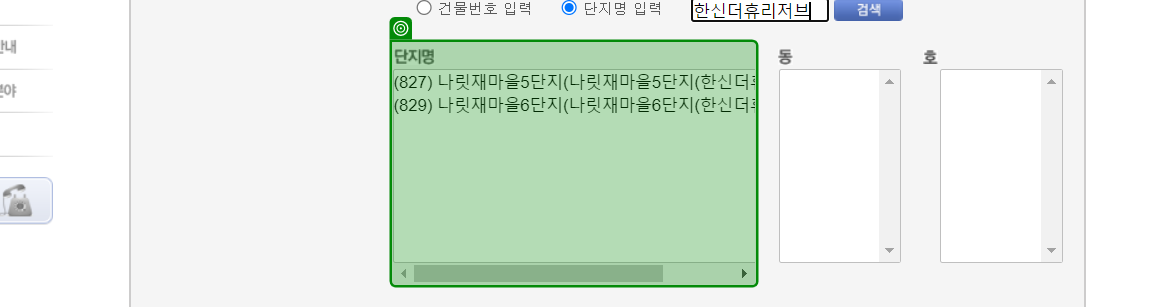 건물번호 입력 단지명 입력 한신더휴리저브 검색
안내
단지명 동 호
(827) 나릿재마을5단지(나릿재마을5단지(한신더휴
분야
(829) 나릿재마을6단지(나릿재마을6단지(한신더휴